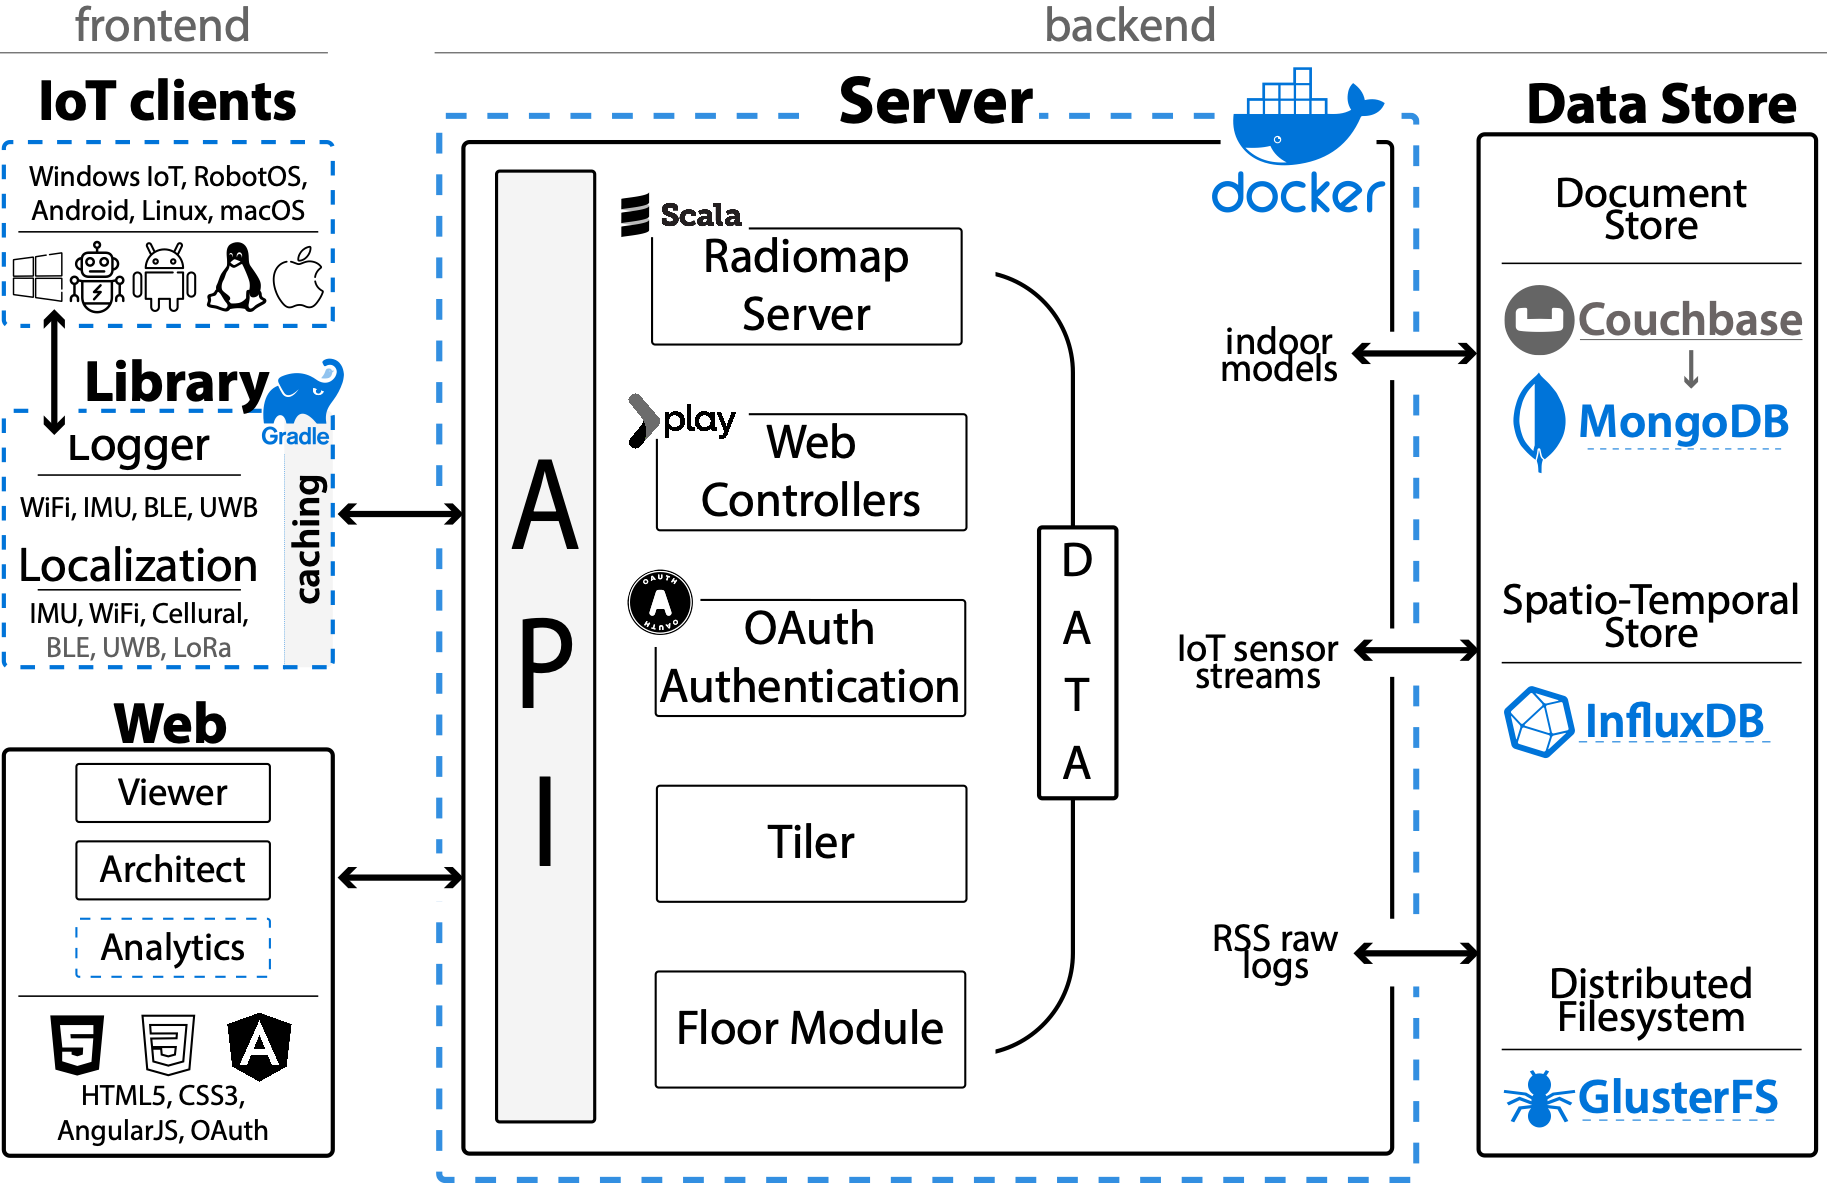 frontend
backend
IoT clients
Windows IoT, RobotOS,
Android, Linux, macOS
Library
Gradle
Logger
WiFi, IMU, BLE, UWB
Localization
IMU, WiFi, Cellural,
BLE, UWB, LoRa
caching
Web
Viewer
Architect
Analytics
HTML5, CSS3,
AngularJS, OAuth
Server
docker
API
Scala
Radiomap
Server
play
Web
Controllers
OAUTH
A
OAUTH
OAuth
Authentication
Tiler
Floor Module
DATA
indoor
models
IoT sensor
streams
RSS raw
logs
Data Store
Document
Store
Couchbase
MongoDB
Spatio-Temporal
Store
InfluxDB
Distributed
Filesystem
GlusterFS